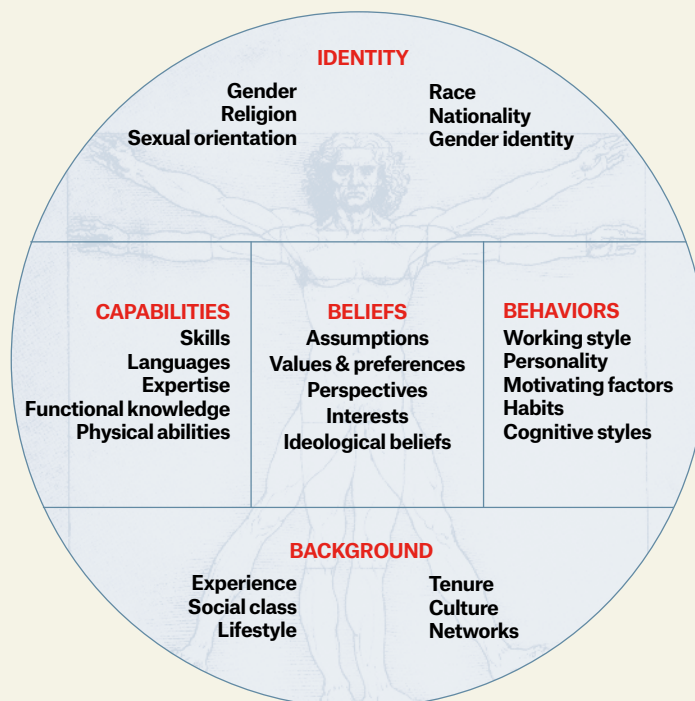 IDENTITY
Gender
Religion
Sexual orientation
Race
Nationality
Gender identity
CAPABILITIES
Skills
Languages
Expertise
Functional knowledge
Physical abilities
BELIEFS
Assumptions
Values & preferences
Perspectives
Interests
Ideological beliefs
BEHAVIORS
Working style
Personality
Motivating factors
Habits
Cognitive styles
BACKGROUND
Experience
Social class
Lifestyle
Tenure
Culture
Networks